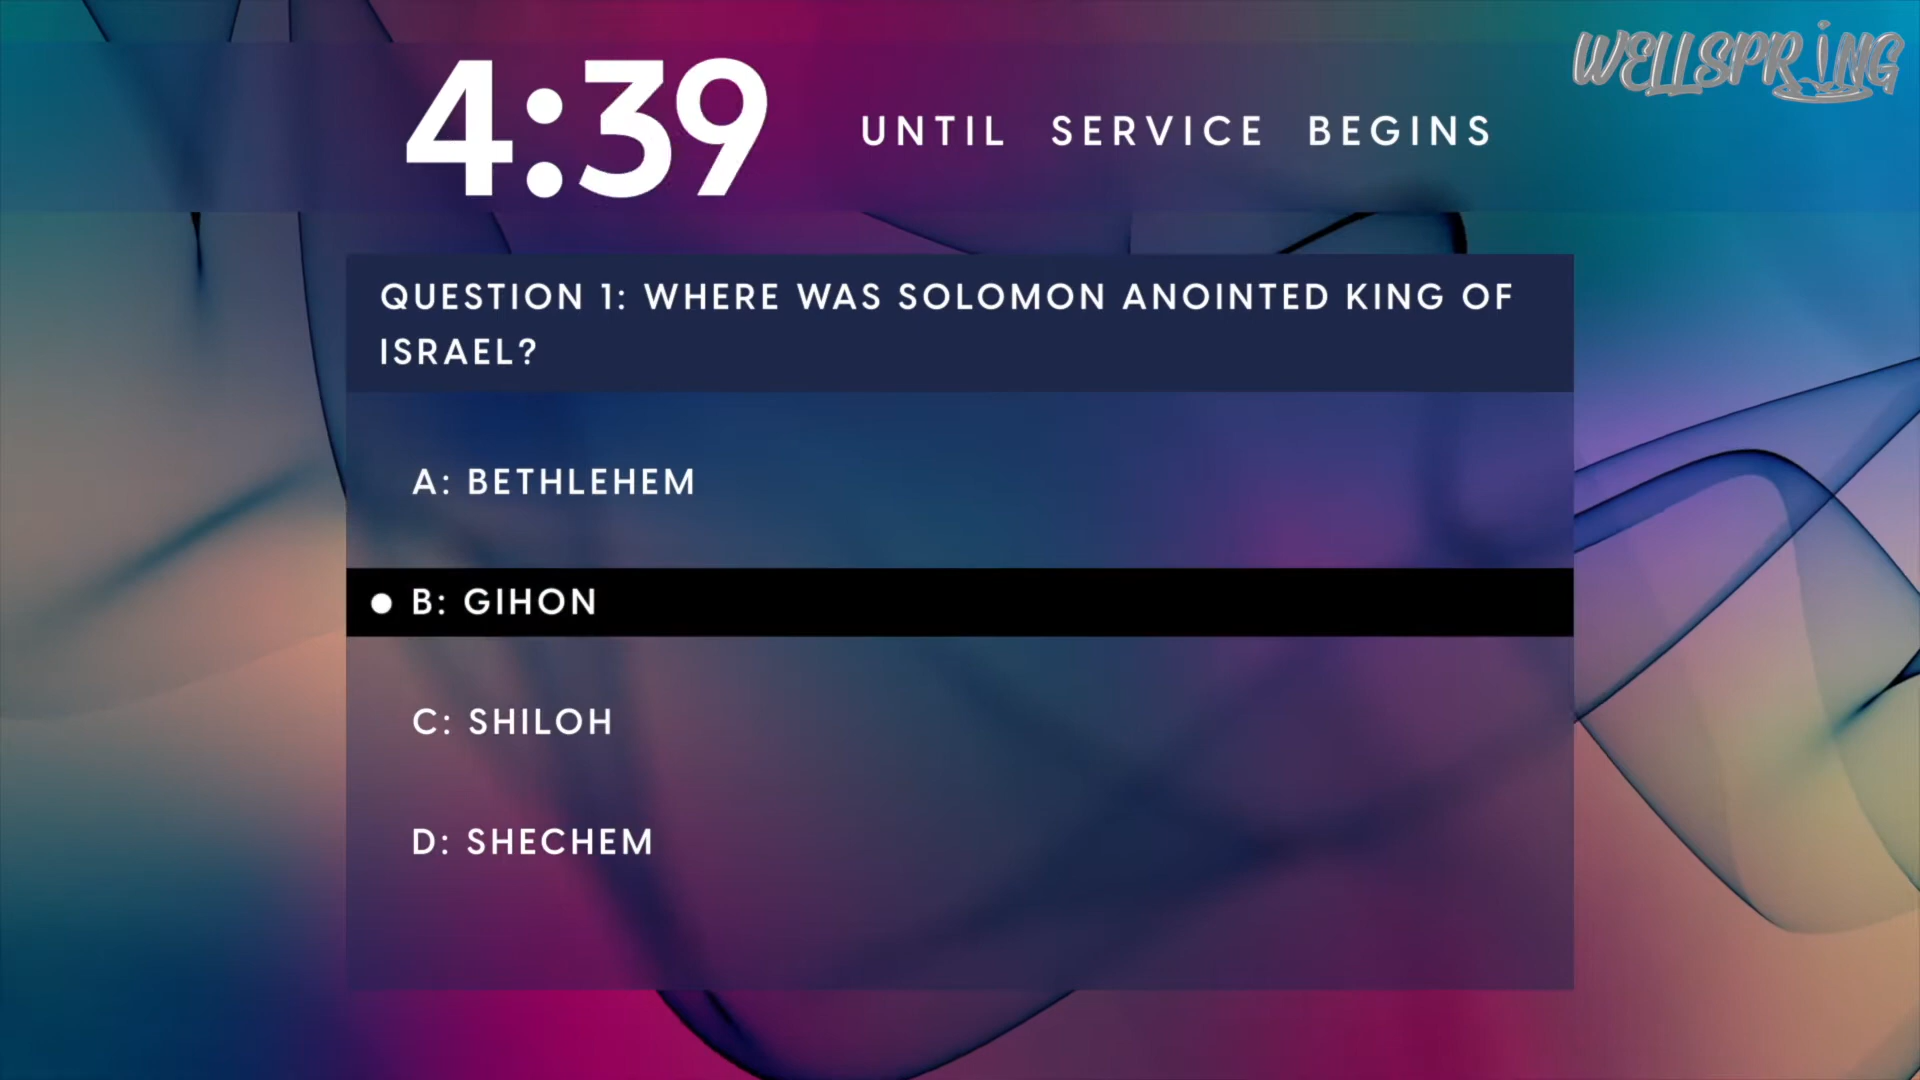 WELLSPRING
4:39 UNTIL SERVICE BEGINS
QUESTION 1: WHERE WAS SOLOMON ANOINTED KING OF
ISRAEL?
A: BETHLEHEM
B: GIHON
C: SHILOH
D: SHECHEM